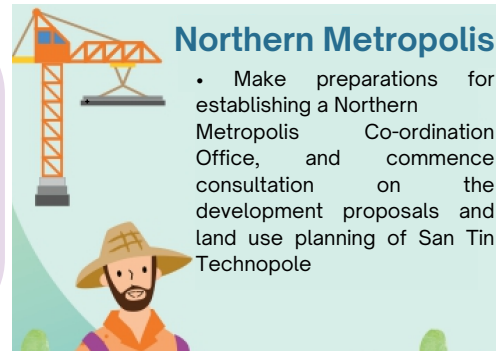 Northern Metropolis
• Make preparations for
establishing a Northern
Metropolis Co-ordination
Office, and commence
consultation on the
development proposals and
land use planning of San Tin
Technopole